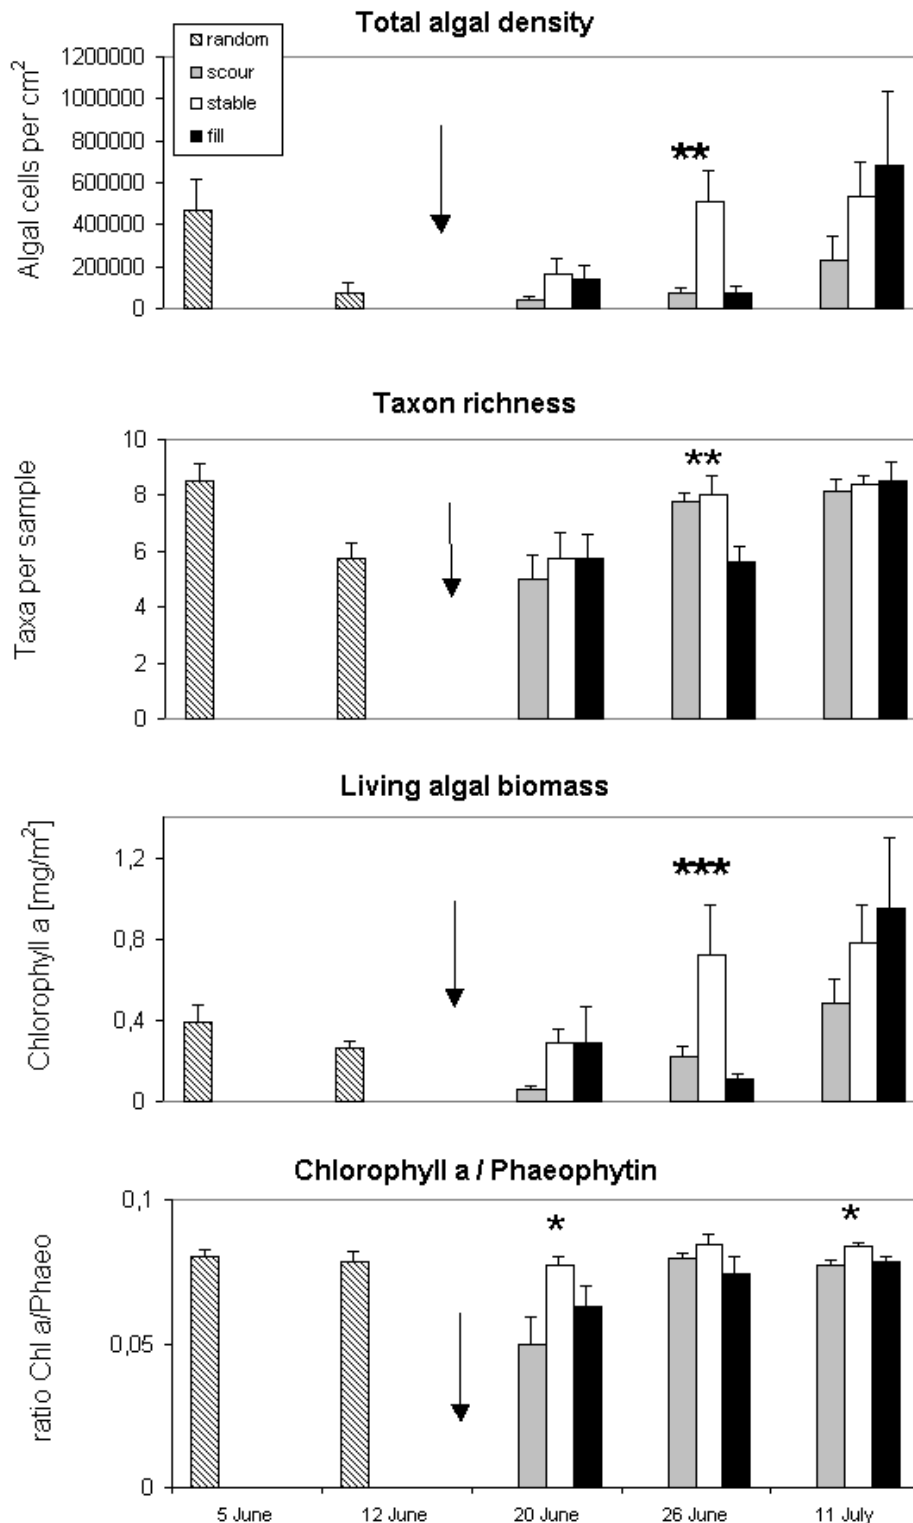 Total algal density
random
scour
stable
fill
Algal cells per cm²
1200000
1000000
800000
600000
400000
200000
0
**
Taxon richness
Taxa per sample
10
8
6
4
2
0
**
Living algal biomass
Chlorophyll a [mg/m²]
1,2
0,8
0,4
0
***
Chlorophyll a / Phaeophytin
ratio Chl a/Phaeo
0,1
0,05
0
*
*
5 June 12 June 20 June 26 June 11 July